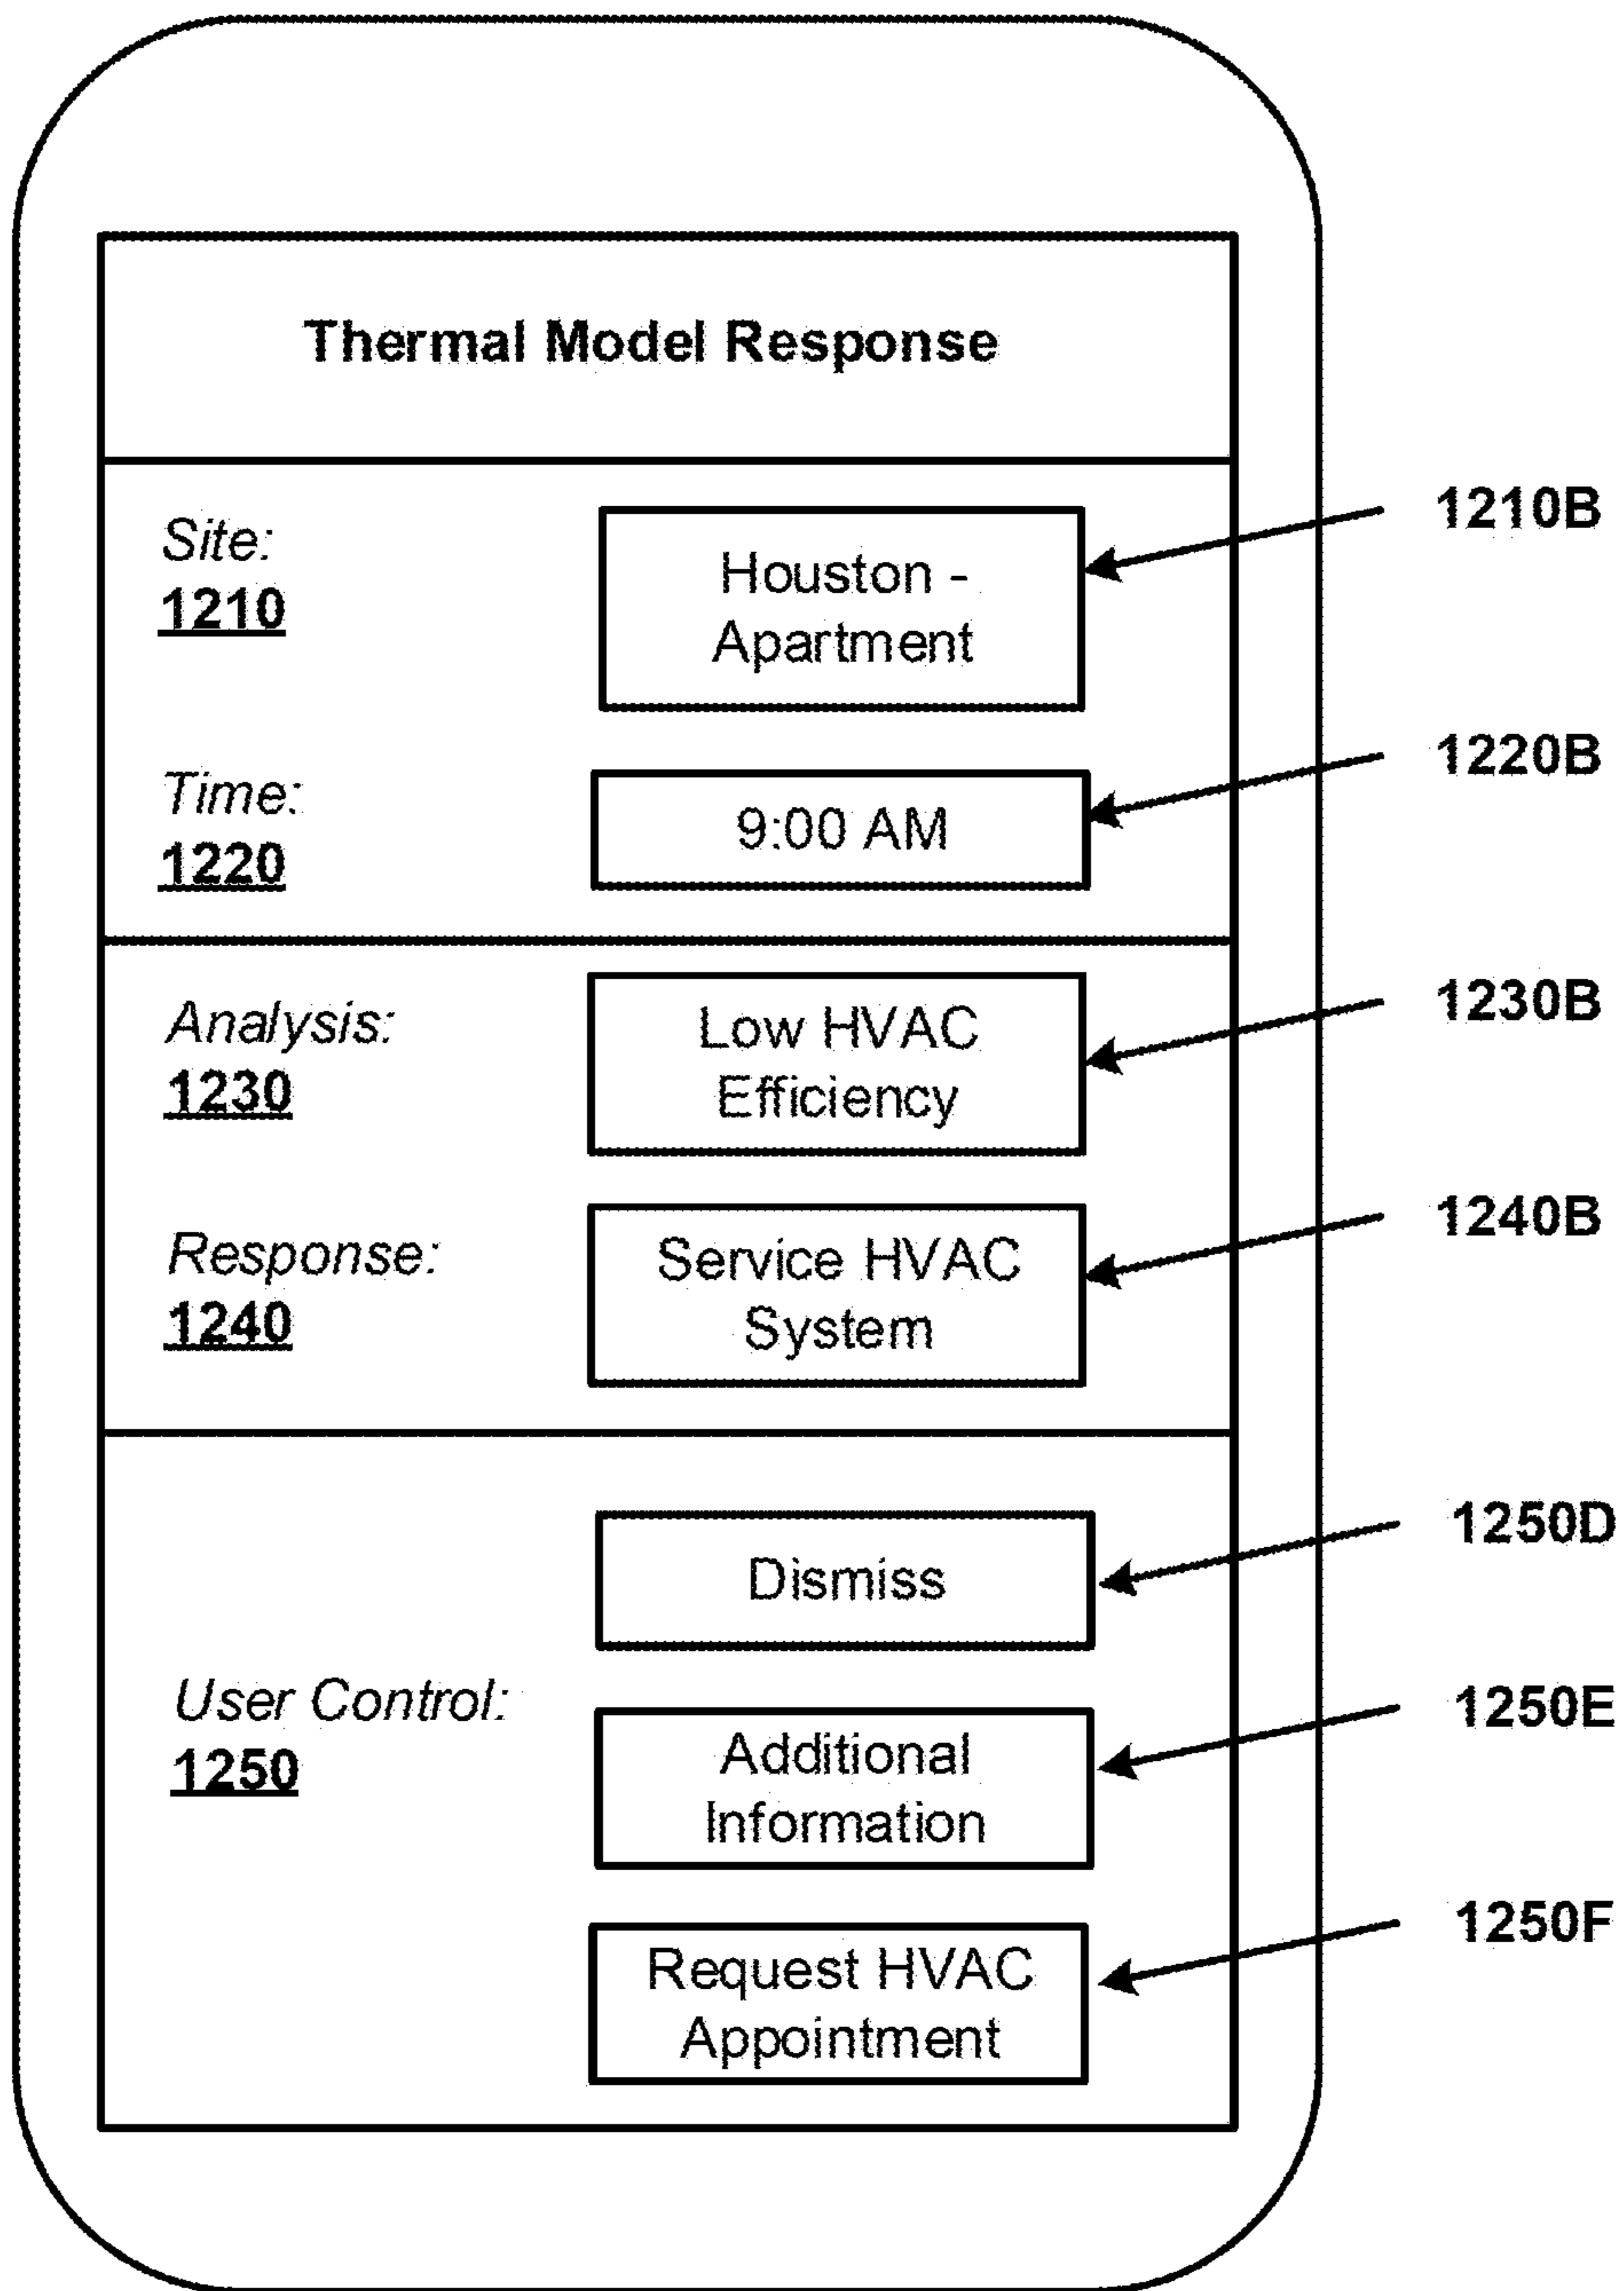 Thermal Model Response
Site:
1210
Houston -
Apartment
1210B
Time:
1220
9:00 AM
1220B
Analysis:
1230
Low HVAC
Efficiency
1230B
Response:
1240
Service HVAC
System
1240B
User Control:
1250
Dismiss
1250D
Additional
Information
1250E
Request HVAC
Appointment
1250F